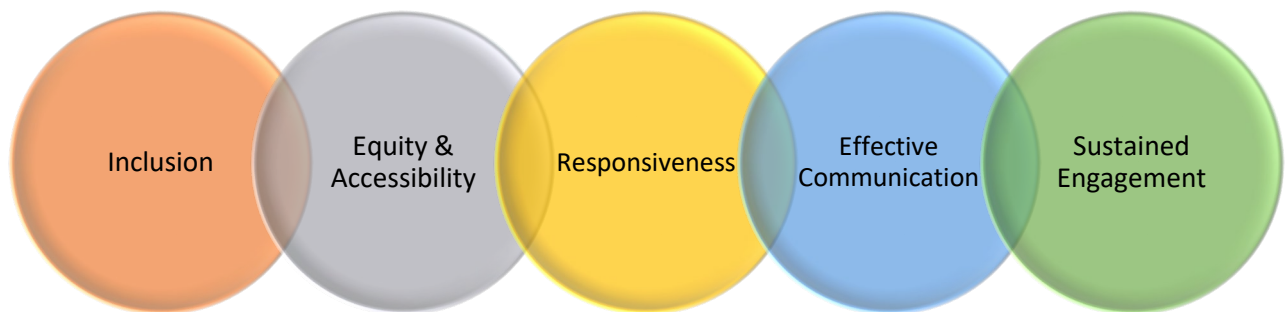 Inclusion
Equity &
Accessibility
Responsiveness
Effective
Communication
Sustained
Engagement